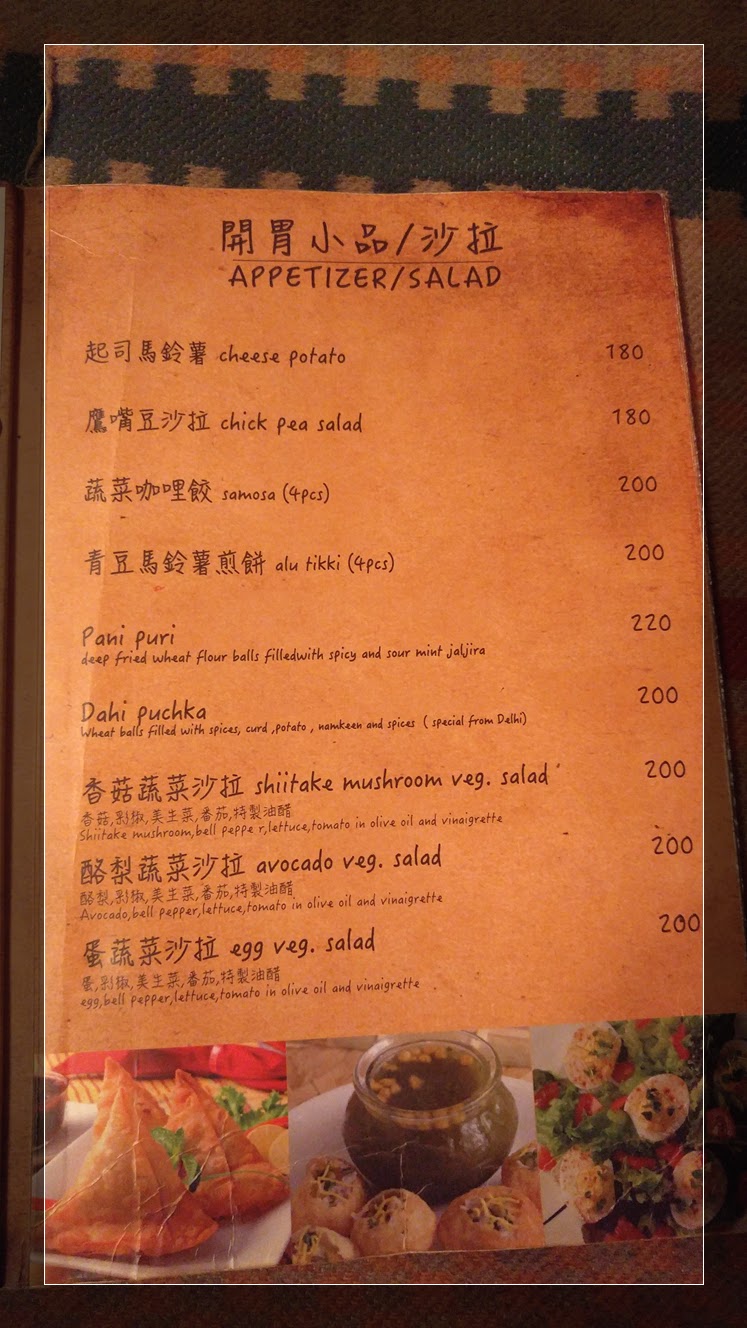 開胃小品/沙拉
APPETIZER/SALAD
起司馬鈴薯 cheese potato 180
鷹嘴豆沙拉 chick pea salad 180
蔬菜咖哩餃 samosa (4pcs) 200
青豆馬鈴薯煎餅 alu tikki (4pcs) 200
Pani puri 220
deep fried wheat flour balls filledwith spicy and sour mint jaljira
Dahi puchka 200
Wheat balls filled with spices, curd ,potato , namkeen and spices ( special from Delhi)
香菇蔬菜沙拉 shiitake mushroom veg. salad 200
香菇,剝椒,美生菜,番茄,特製油醋
Shiitake mushroom,bell peppe r,lettuce,tomato in olive oil and vinaigrette
酪梨蔬菜沙拉 avocado veg. salad 200
酪梨,剝椒,美生菜,番茄,特製油醋
Avocado,bell pepper,lettuce,tomato in olive oil and vinaigrette
蛋蔬菜沙拉 egg veg. salad 200
蛋,剝椒,美生菜,番茄,特製油醋
egg,bell pepper,lettuce,tomato in olive oil and vinaigrette